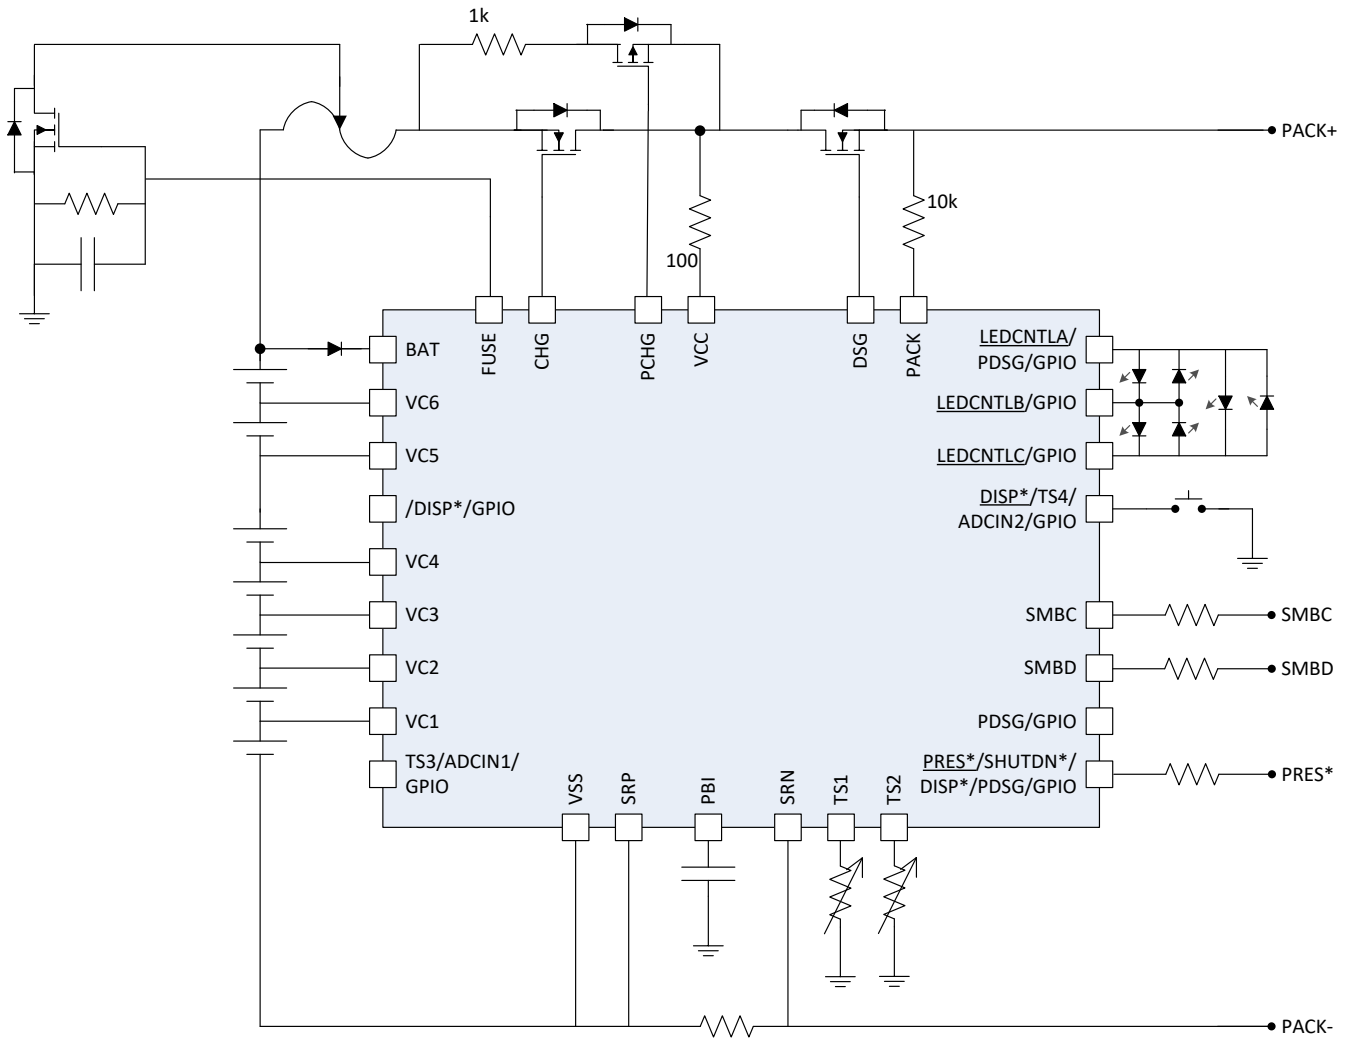 1k
PACK+
10k
100
FUSE
CHG
PCHG
VCC
DSG
PACK
BAT
VC6
VC5
/DISP*/GPIO
VC4
VC3
VC2
VC1
TS3/ADCIN1/
GPIO
LEDCNTLA/
PDSG/GPIO
LEDCNTLB/GPIO
LEDCNTLC/GPIO
DISP*/TS4/
ADCIN2/GPIO
SMBC
SMBC
SMBD
SMBD
PDSG/GPIO
PRES*/SHUTDN*/
DISP*/PDSG/GPIO
PRES*
VSS
SRP
PBI
SRN
TS1
TS2
PACK-